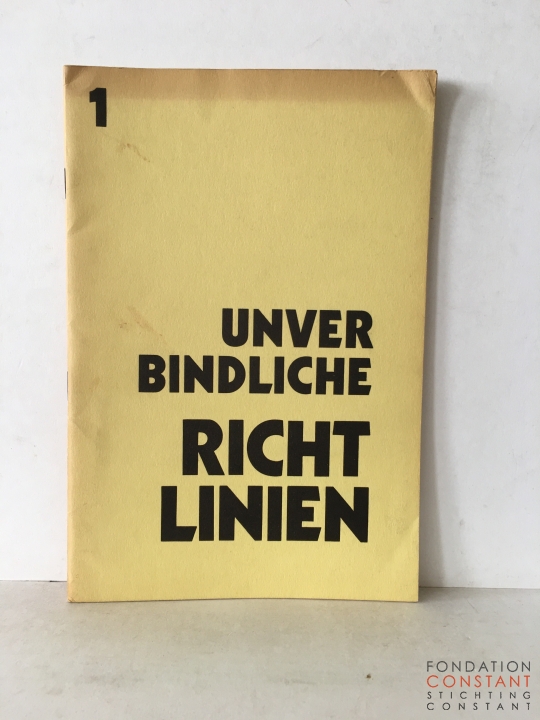 1
UNVER
BINDLICHE
RICHT
LINIEN
FONDATION
CONSTANT
STICHTING
CONSTANT